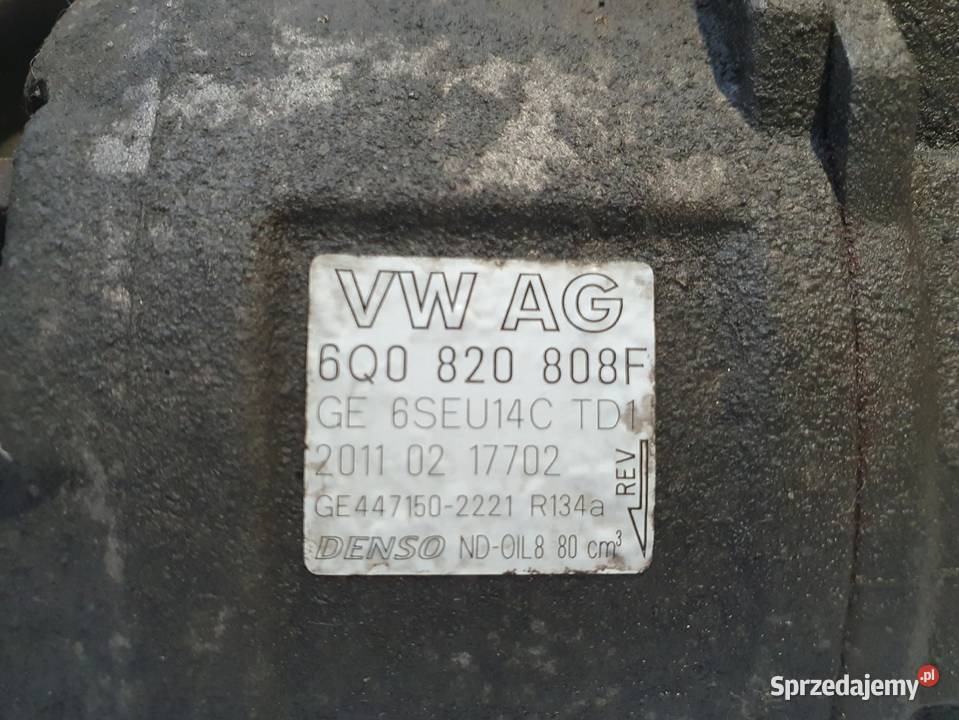 VW AG
6Q0 820 808F
GE 6SEU14C TD1
2011 02 17702
GE447150-2221 R134a
DENSO ND-OIL8 80 cm³
REV
Sprzedajemy.pl